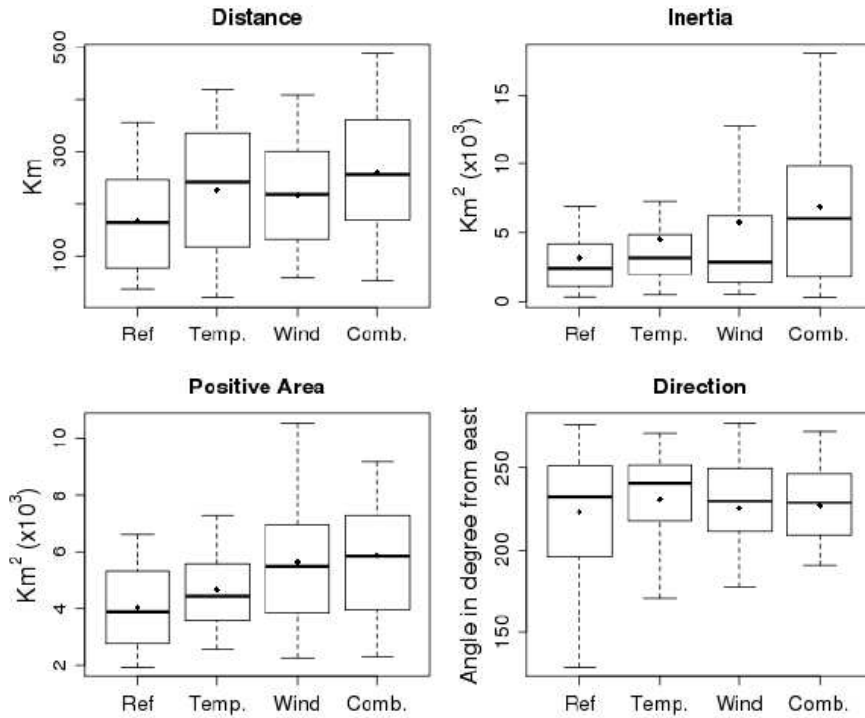 Distance
Km
500
300
100
Ref Temp. Wind Comb.
Inertia
Km² (x10³)
15
10
5
0
Ref Temp. Wind Comb.
Positive Area
Km² (x10³)
10
8
6
4
2
Ref Temp. Wind Comb.
Direction
Angle in degree from east
250
200
150
Ref Temp. Wind Comb.